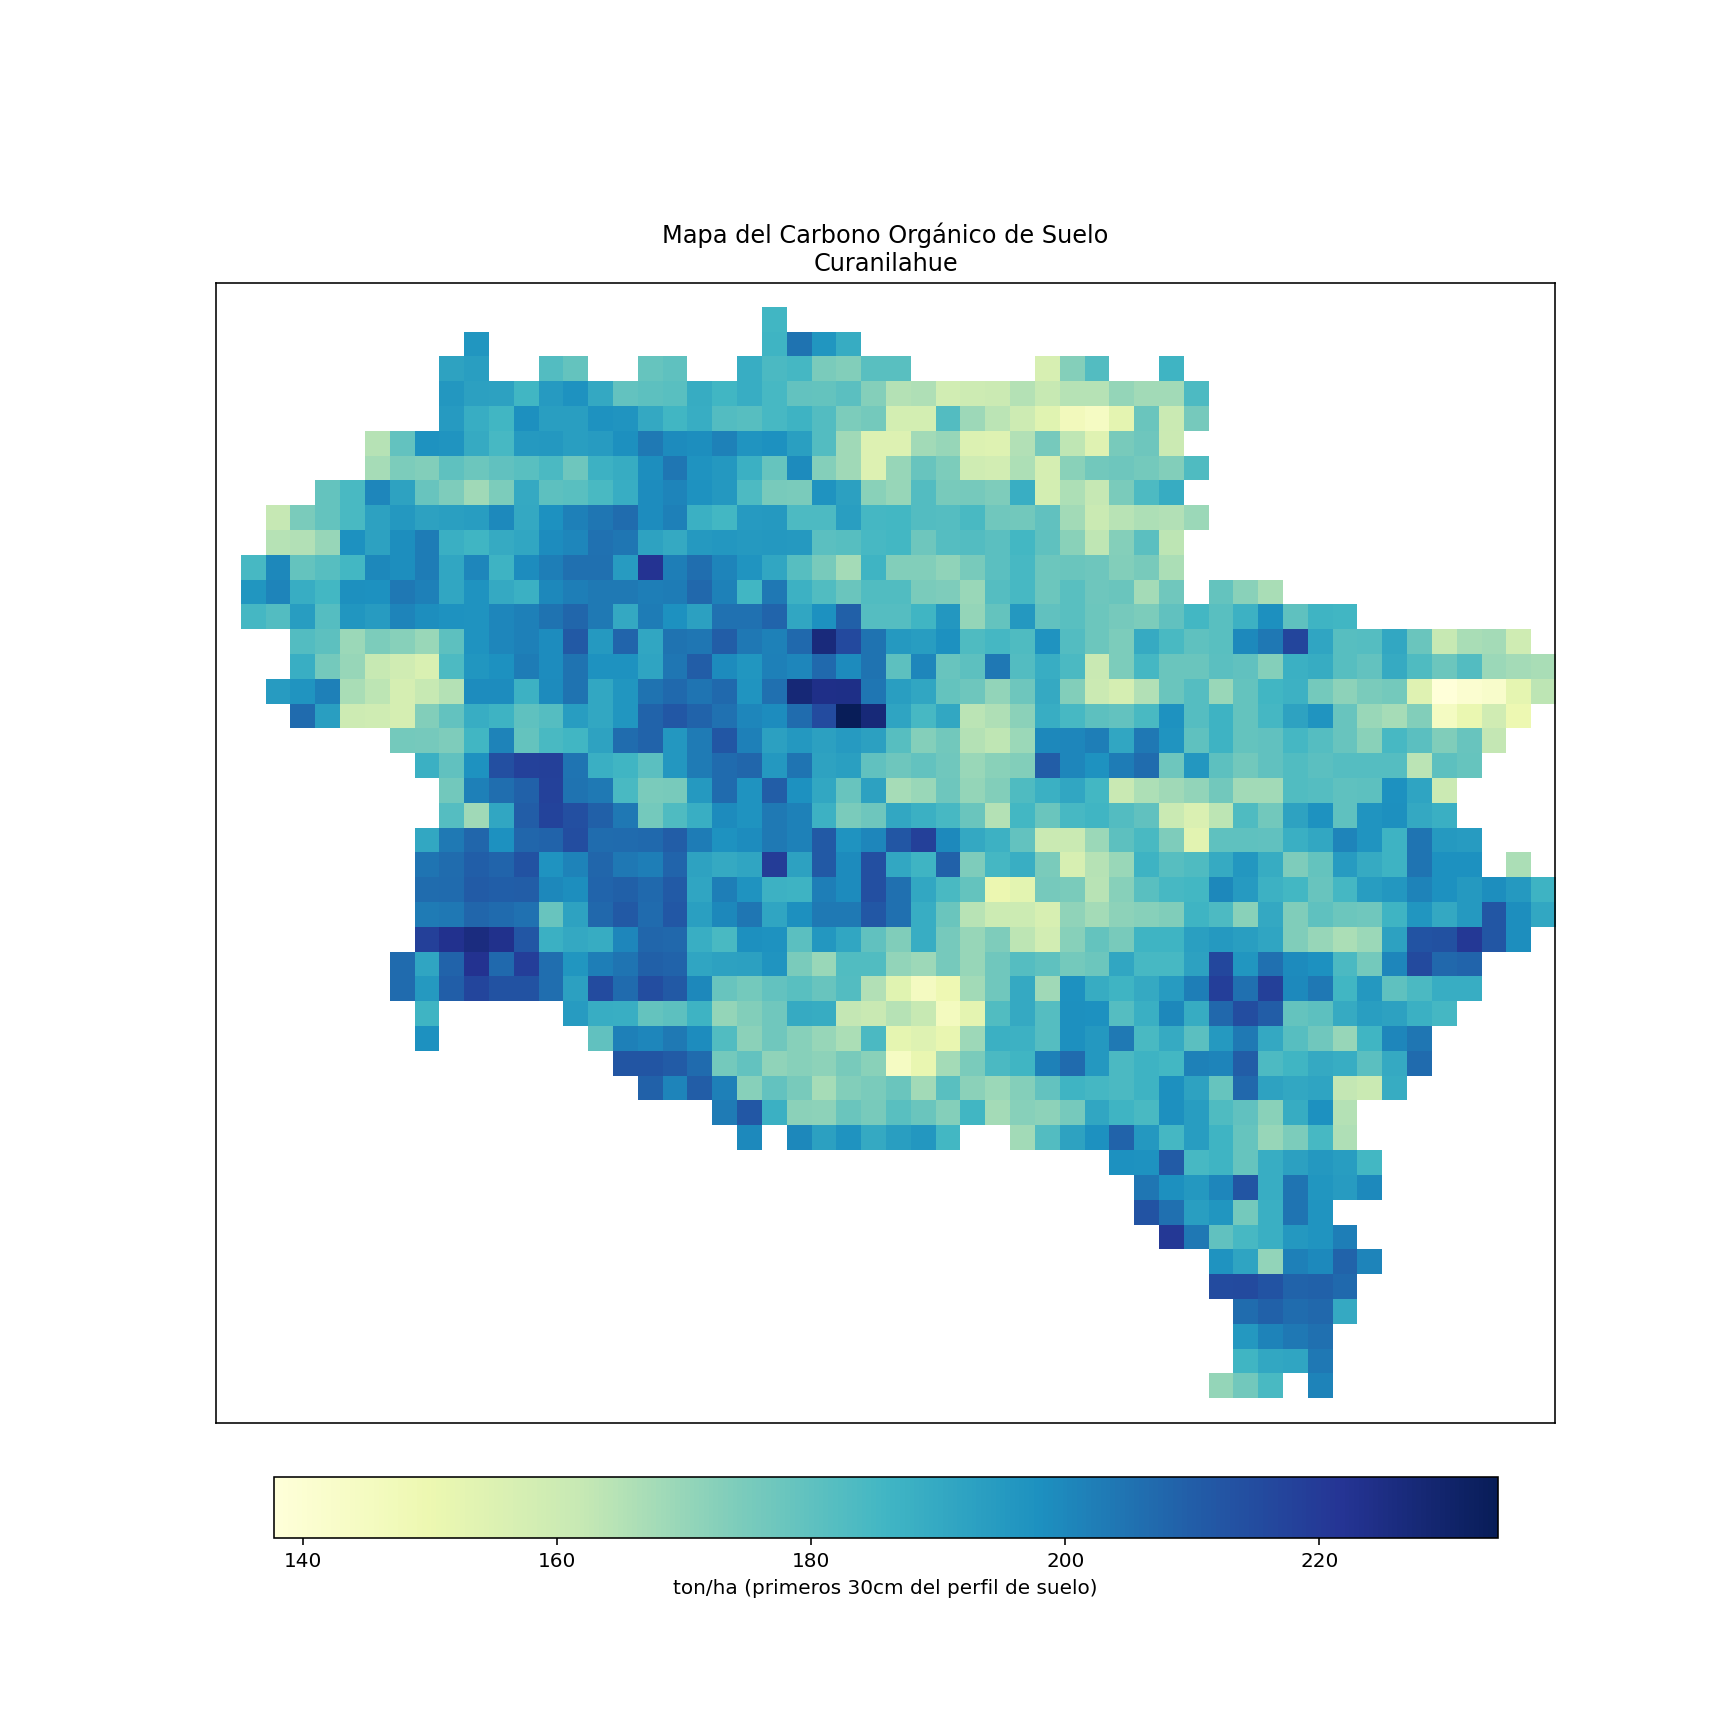 Mapa del Carbono Orgánico de Suelo
Curanilahue
140 160 180 200 220
ton/ha (primeros 30cm del perfil de suelo)